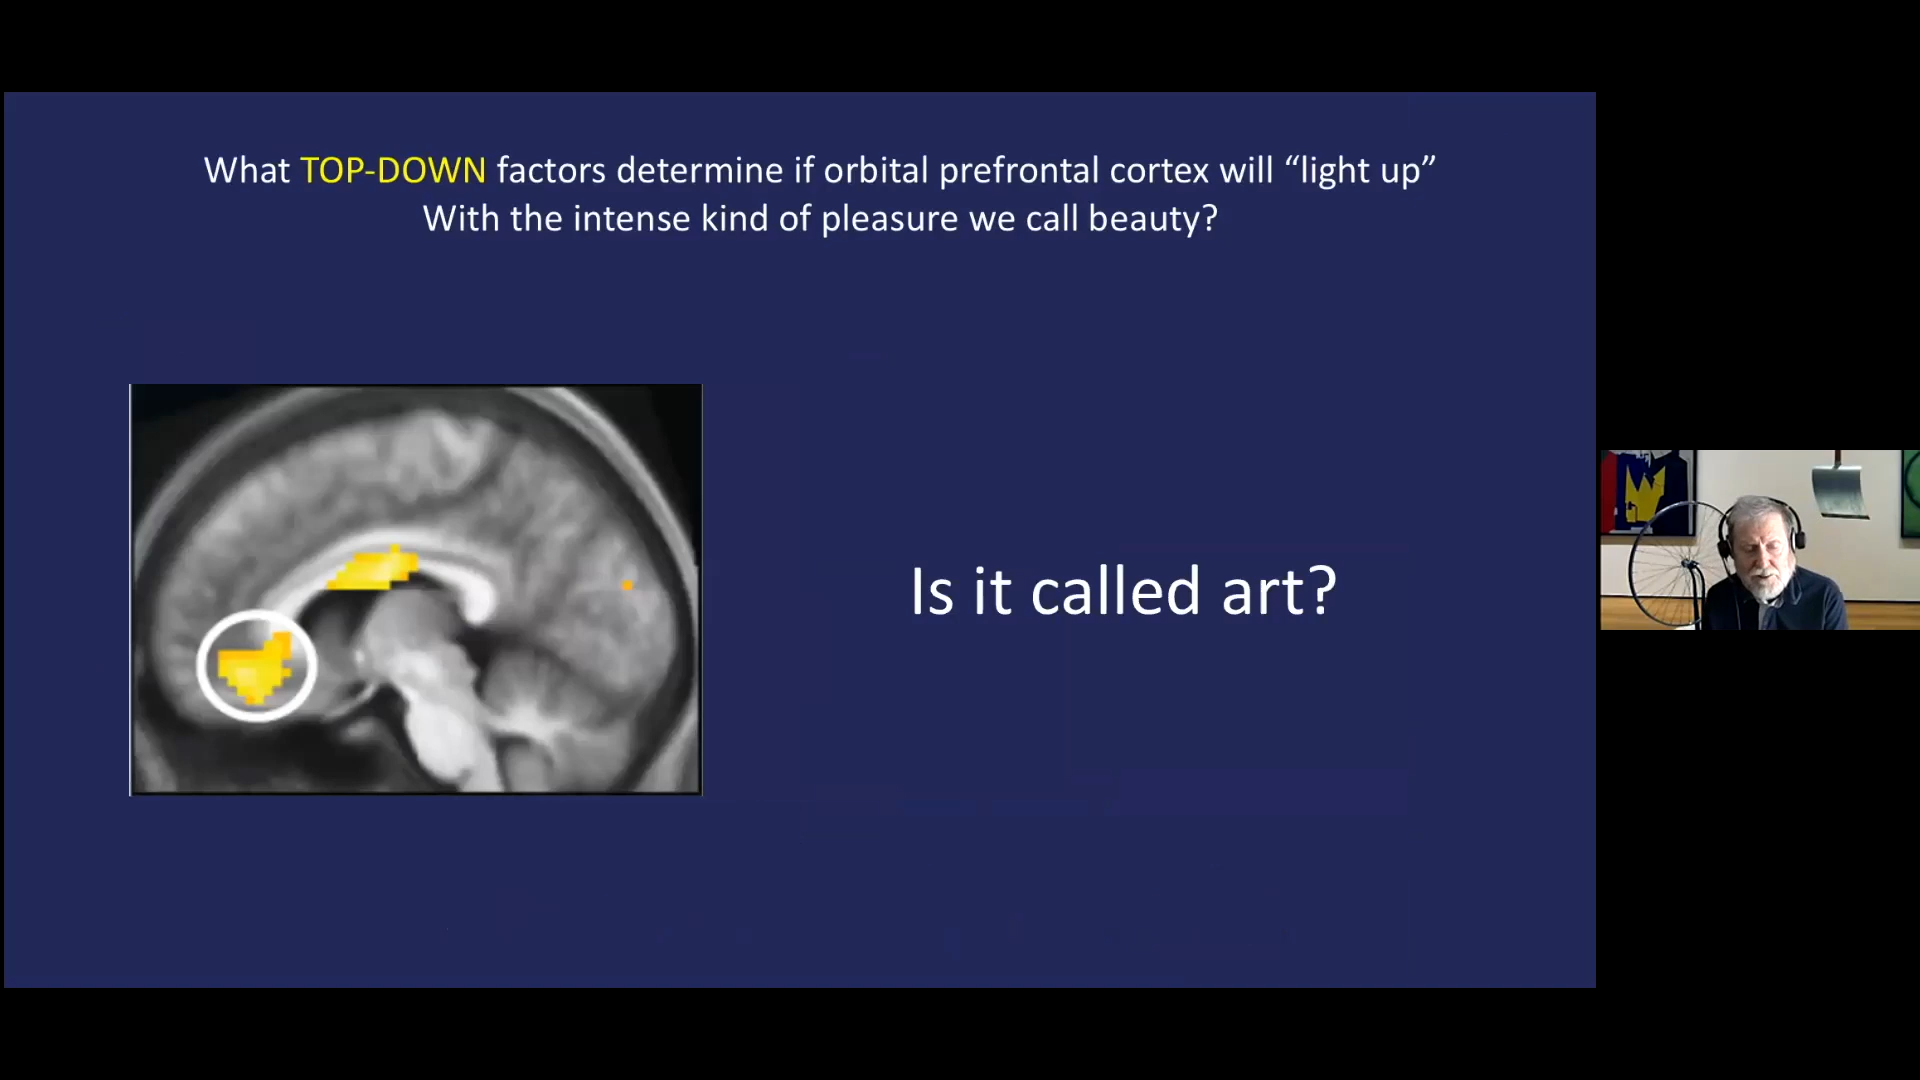 What TOP-DOWN factors determine if orbital prefrontal cortex will “light up”
With the intense kind of pleasure we call beauty?
Is it called art?